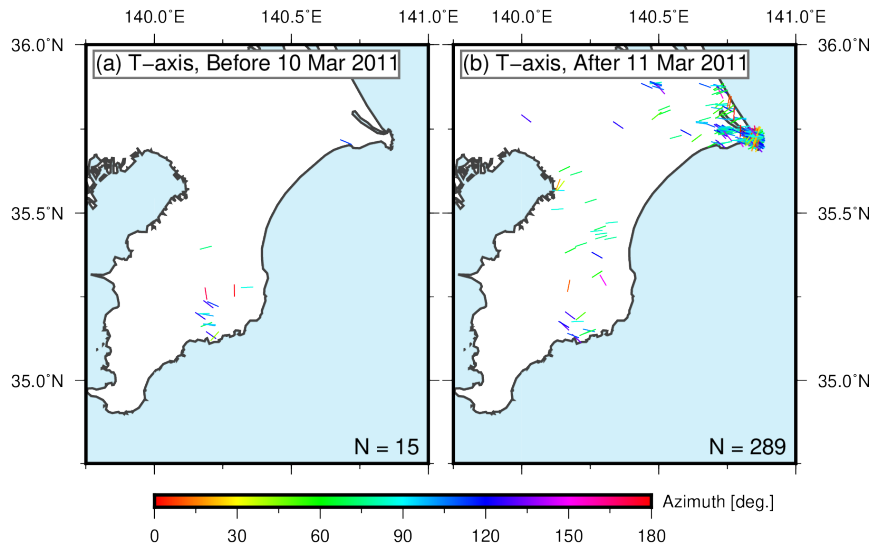 140.0˚E 140.5˚E 141.0˚E 140.0˚E 140.5˚E 141.0˚E
36.0˚N 36.0˚N
(a) T−axis, Before 10 Mar 2011 (b) T−axis, After 11 Mar 2011
35.5˚N 35.5˚N
35.0˚N 35.0˚N
N = 15 N = 289
Azimuth [deg.]
0 30 60 90 120 150 180